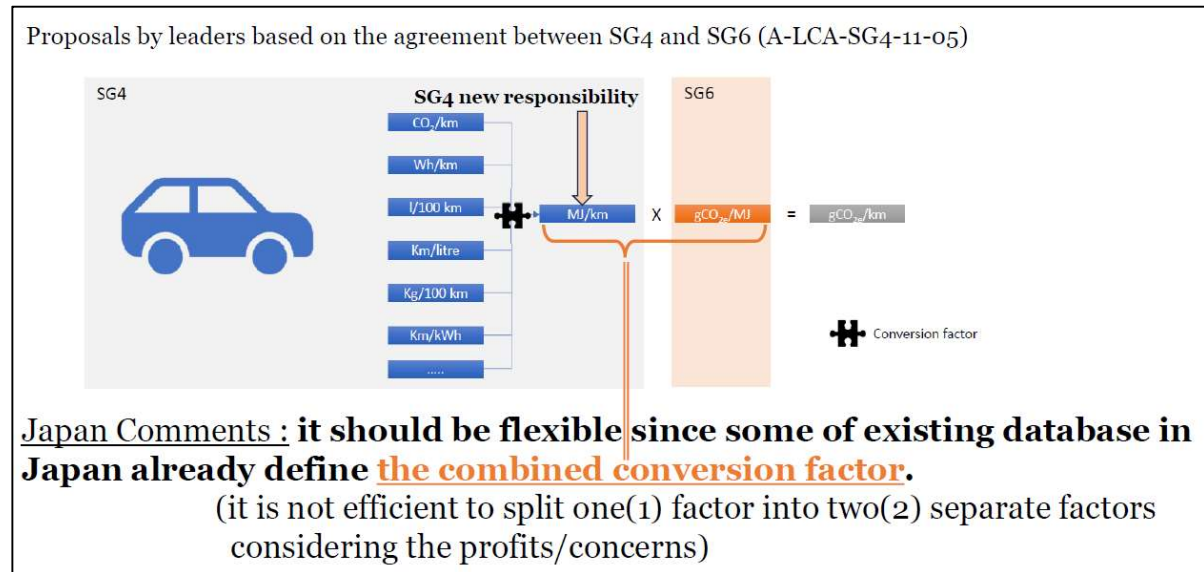 Proposals by leaders based on the agreement between SG4 and SG6 (A-LCA-SG4-11-05)
SG4
SG4 new responsibility
SG6
CO₂/km
Wh/km
l/100 km
MJ/km X gCO₂ₑ/MJ = gCO₂ₑ/km
Km/litre
Kg/100 km
Km/kWh
Conversion factor
.....
Japan Comments : it should be flexible since some of existing database in
Japan already define the combined conversion factor.
(it is not efficient to split one(1) factor into two(2) separate factors
considering the profits/concerns)